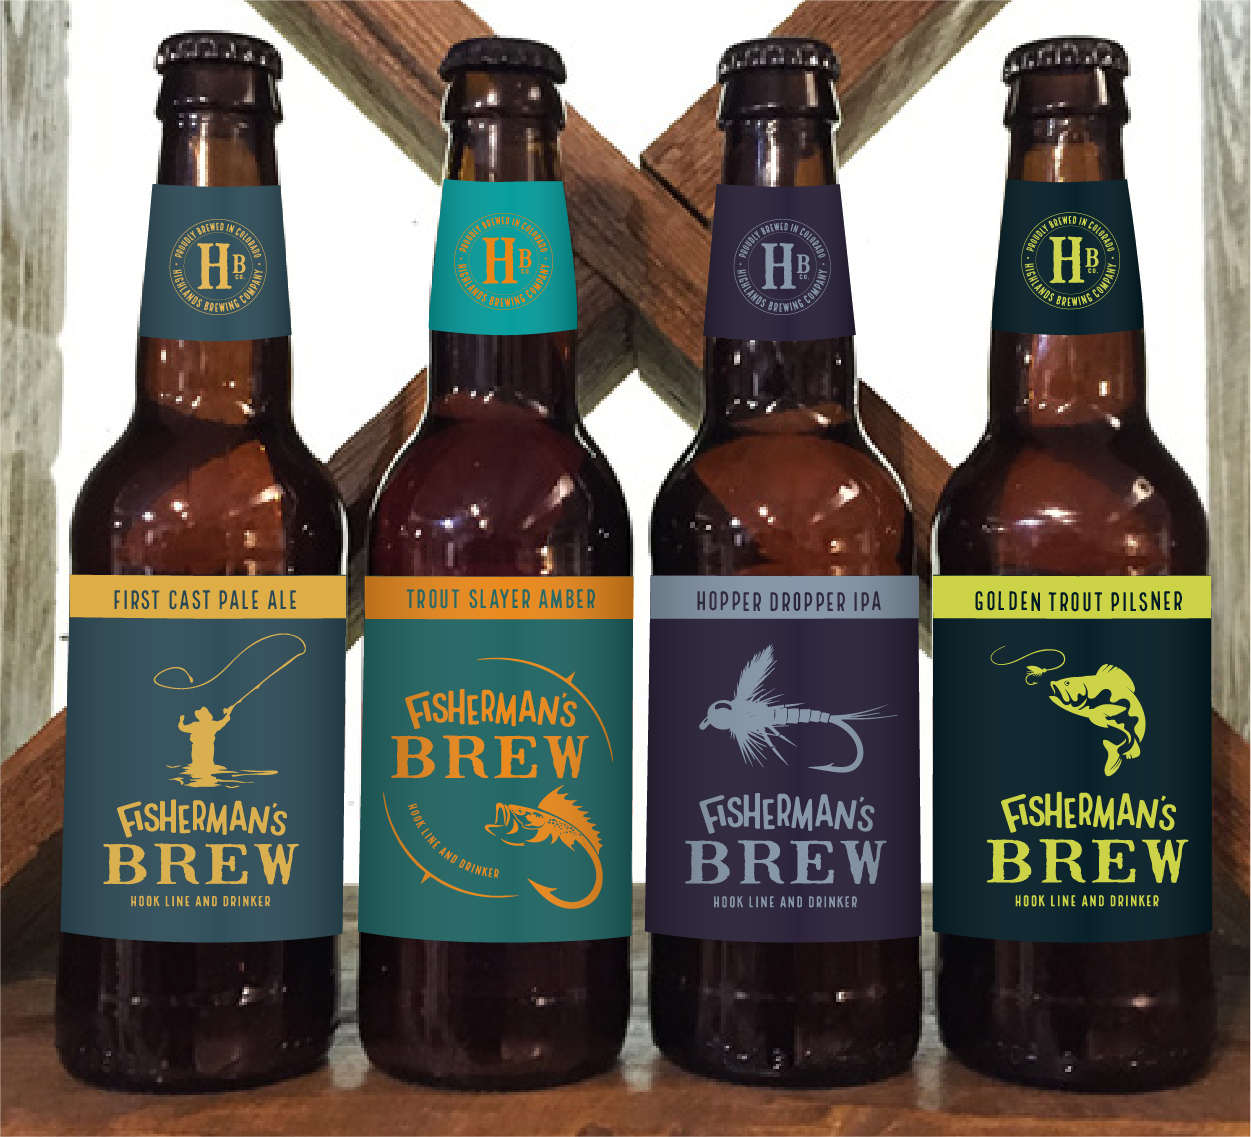 PROUDLY BREWED IN COLORADO
HB
CO.
HIGHLANDS BREWING COMPANY
PROUDLY BREWED IN COLORADO
HB
CO.
HIGHLANDS BREWING COMPANY
PROUDLY BREWED IN COLORADO
HB
CO.
HIGHLANDS BREWING COMPANY
PROUDLY BREWED IN COLORADO
HB
CO.
HIGHLANDS BREWING COMPANY
FIRST CAST PALE ALE
FISHERMAN'S
BREW
HOOK LINE AND DRINKER
TROUT SLAYER AMBER
FISHERMAN'S
BREW
HOOK LINE AND DRINKER
HOPPER DROPPER IPA
FISHERMAN'S
BREW
HOOK LINE AND DRINKER
GOLDEN TROUT PILSNER
FISHERMAN'S
BREW
HOOK LINE AND DRINKER